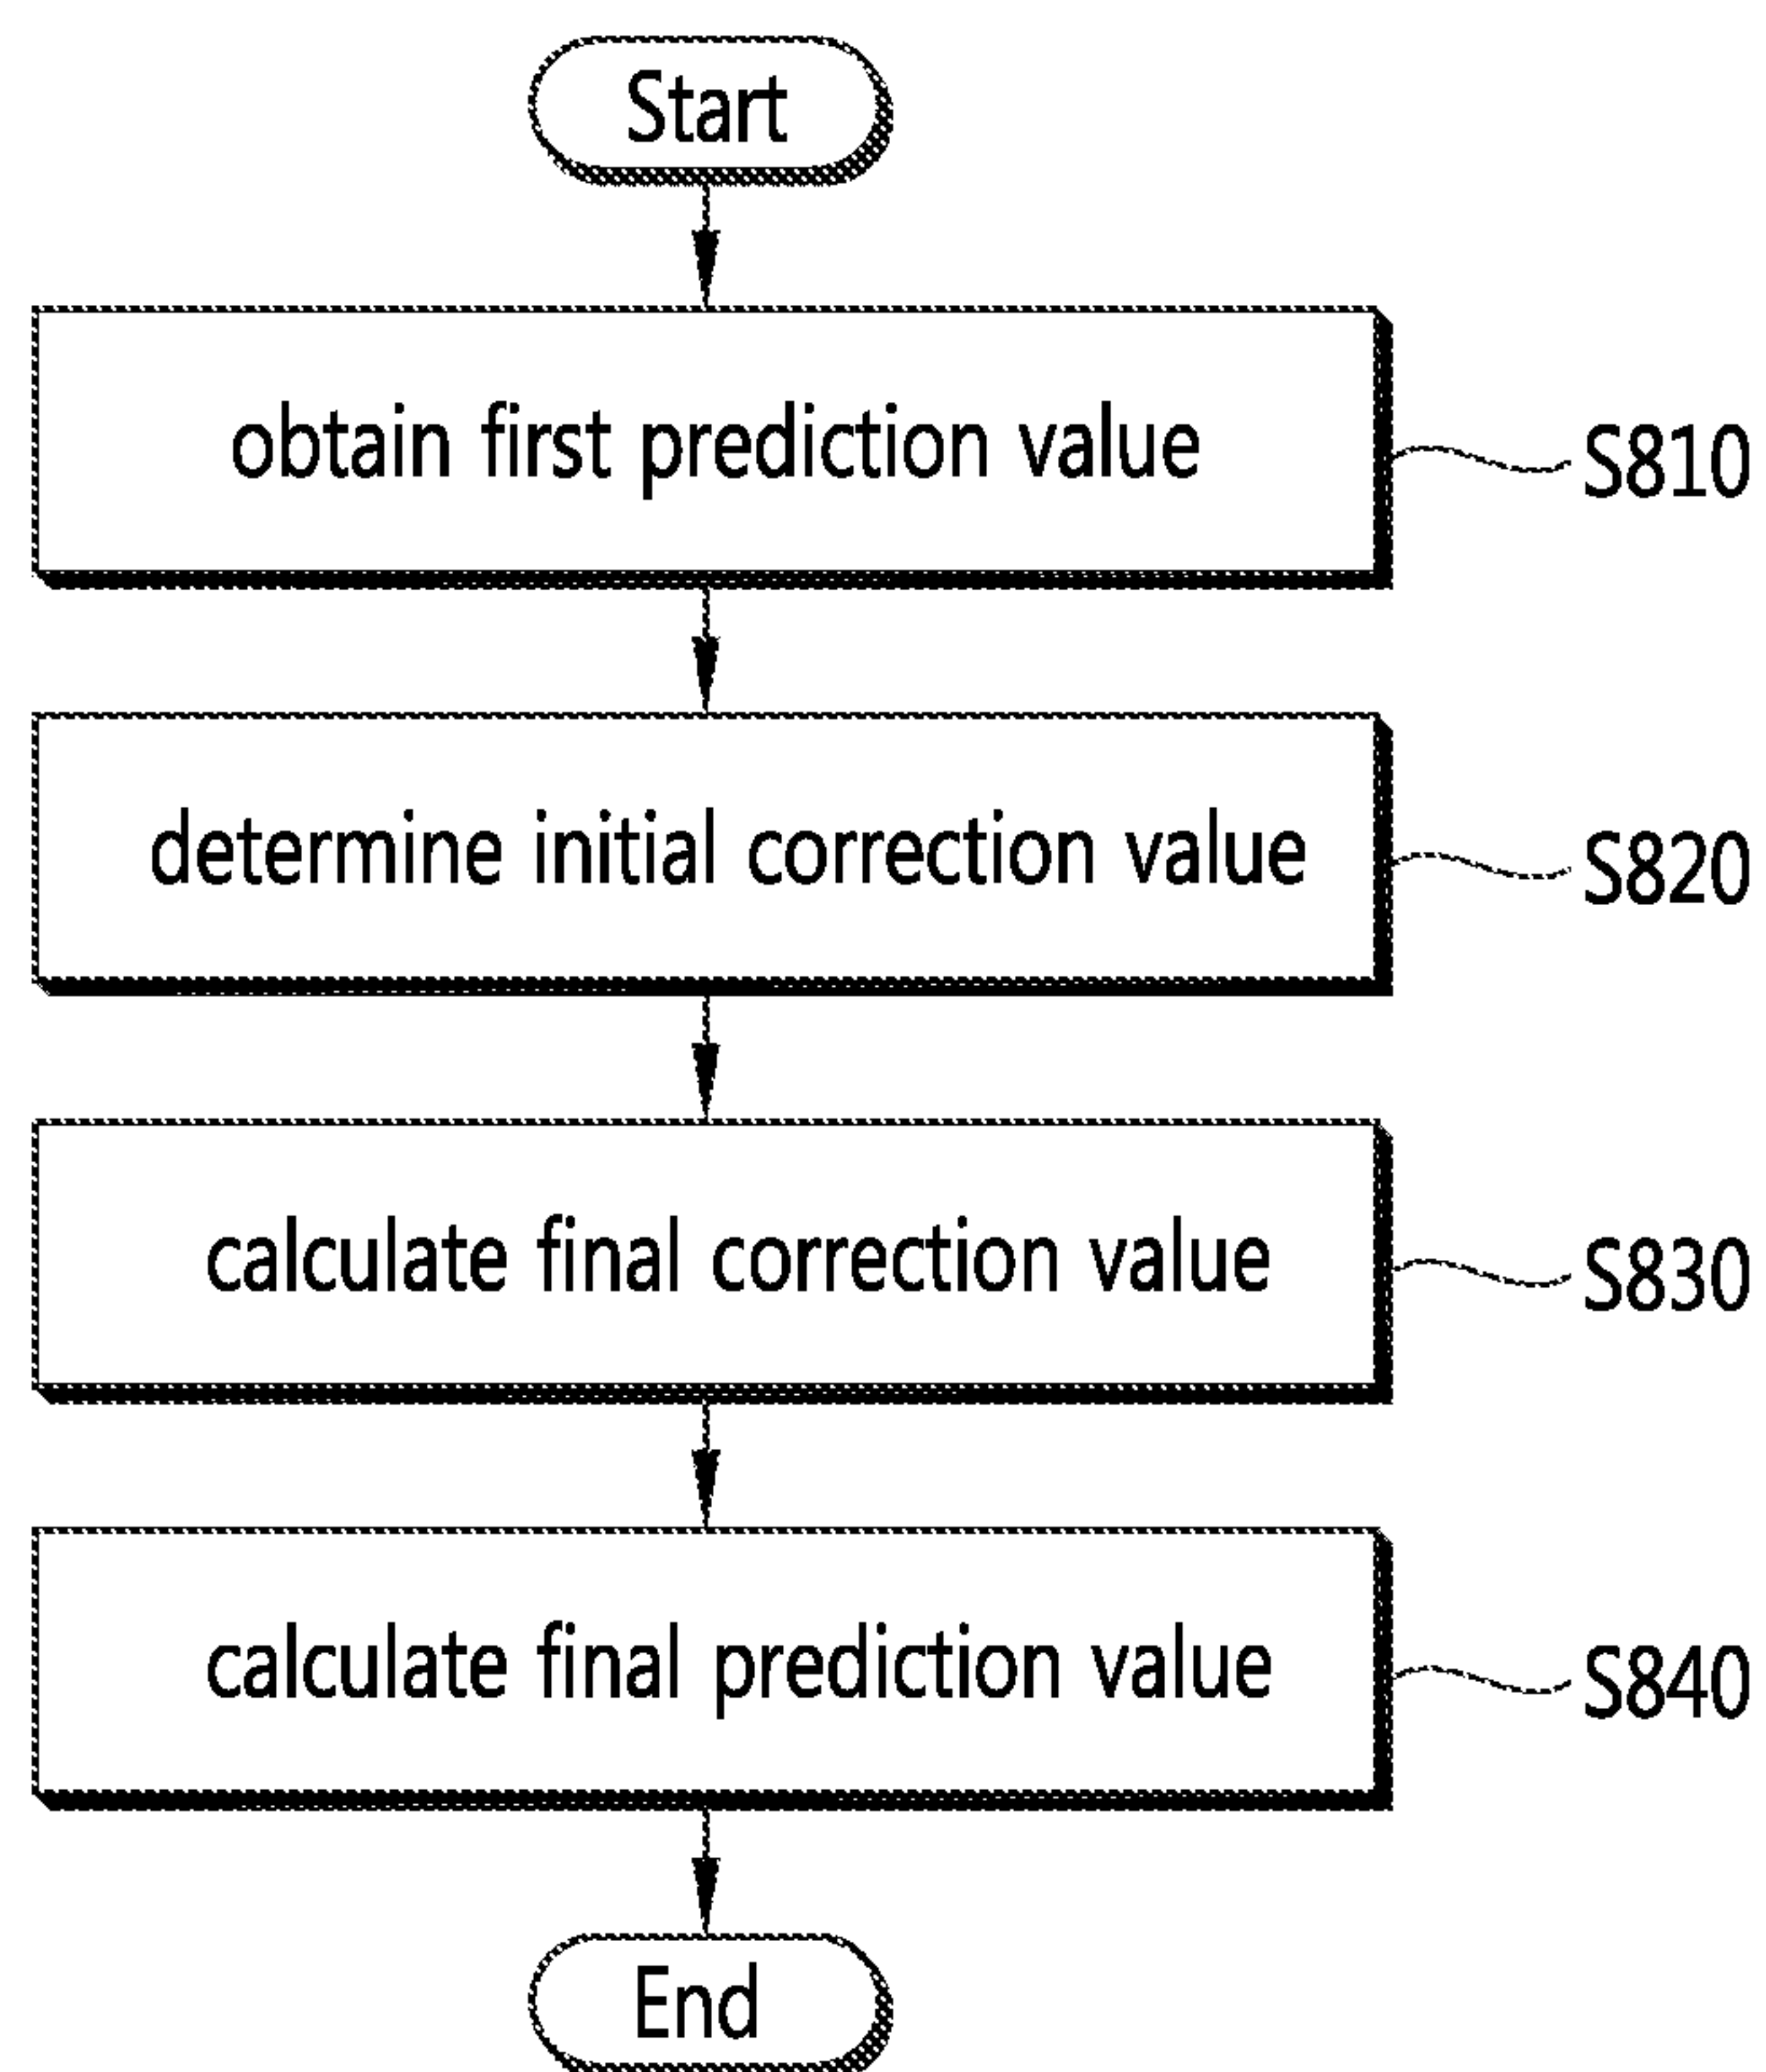 Start
obtain first prediction value
S810
determine initial correction value
S820
calculate final correction value
S830
calculate final prediction value
S840
End